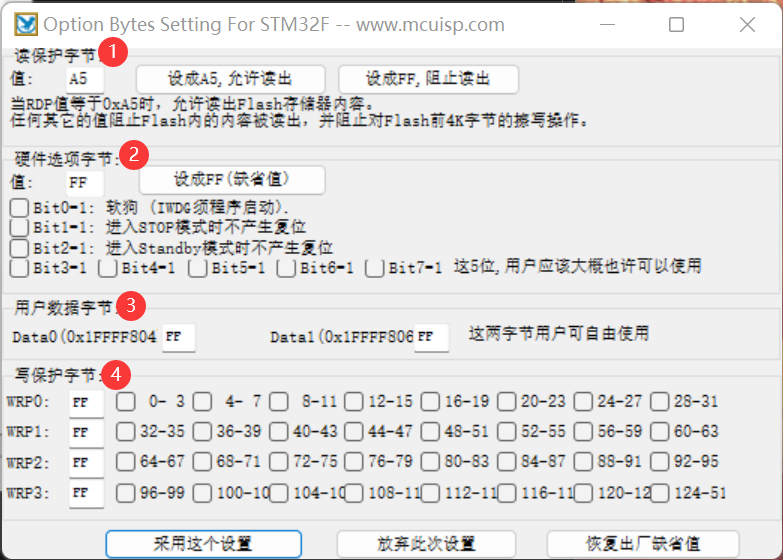 Option Bytes Setting For STM32F -- www.mcuisp.com
读保护字节: 1
值: A5 设成A5,允许读出 设成FF,阻止读出
当RDP值等于0xA5时，允许读出Flash存储器内容。
任何其它的值阻止Flash内的内容被读出，并阻止对Flash前4K字节的擦写操作。
硬件选项字节: 2
值: FF 设成FF(缺省值)
Bit0-1: 软狗 (IWDG须程序启动).
Bit1-1: 进入STOP模式时不产生复位
Bit2-1: 进入Standby模式时不产生复位
Bit3-1 Bit4-1 Bit5-1 Bit6-1 Bit7-1 这5位,用户应该大概也许可以使用
用户数据字节: 3
Data0(0x1FFFF804 FF Data1(0x1FFFF806 FF 这两字节用户可自由使用
写保护字节: 4
WRP0: FF 0- 3 4- 7 8-11 12-15 16-19 20-23 24-27 28-31
WRP1: FF 32-35 36-39 40-43 44-47 48-51 52-55 56-59 60-63
WRP2: FF 64-67 68-71 72-75 76-79 80-83 84-87 88-91 92-95
WRP3: FF 96-99 100-10 104-10 108-11 112-11 116-11 120-12 124-51
采用这个设置 放弃此次设置 恢复出厂缺省值